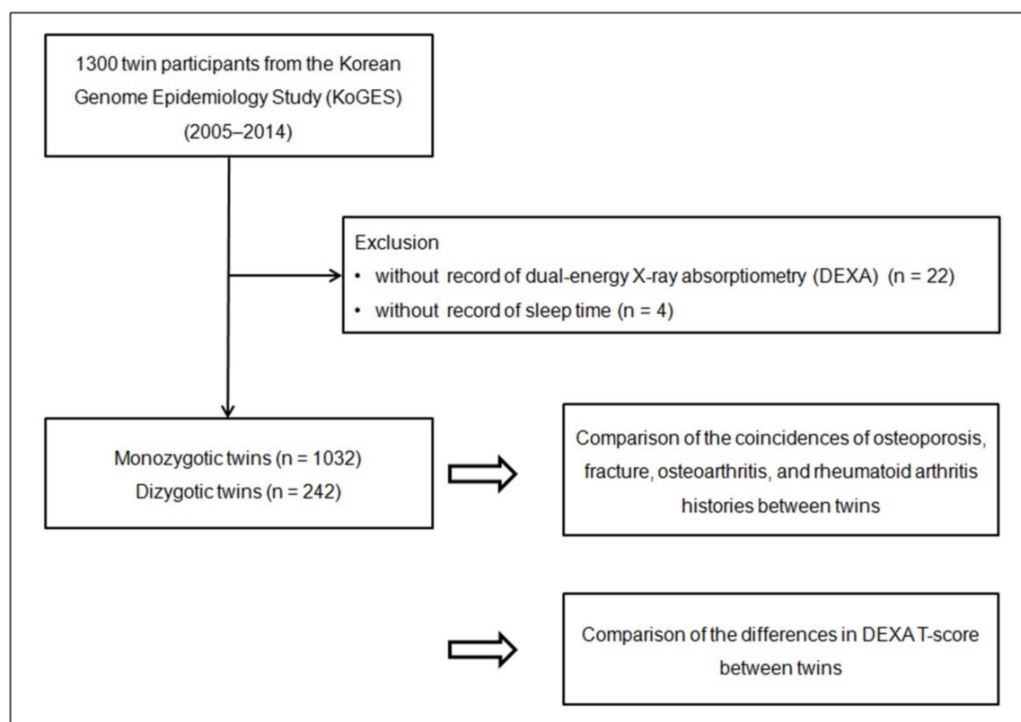 1300 twin participants from the Korean
Genome Epidemiology Study (KoGES)
(2005–2014)
Exclusion
• without record of dual-energy X-ray absorptiometry (DEXA) (n = 22)
• without record of sleep time (n = 4)
Monozygotic twins (n = 1032)
Dizygotic twins (n = 242)
Comparison of the coincidences of osteoporosis,
fracture, osteoarthritis, and rheumatoid arthritis
histories between twins
Comparison of the differences in DEXA T-score
between twins